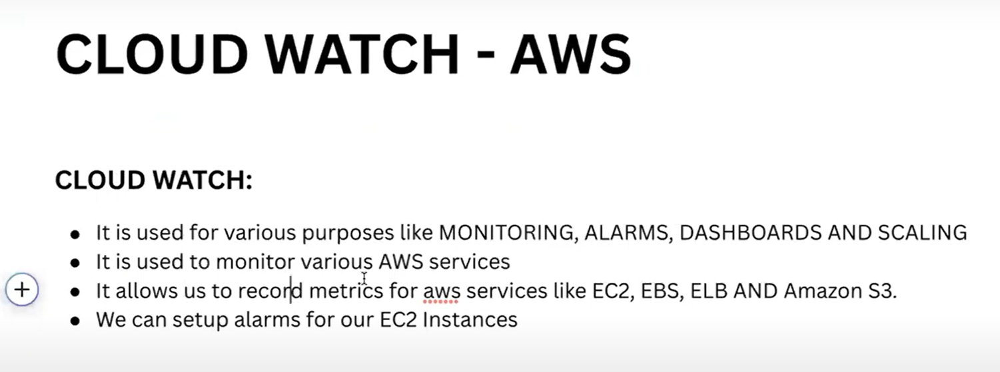 CLOUD WATCH - AWS
CLOUD WATCH:
● It is used for various purposes like MONITORING, ALARMS, DASHBOARDS AND SCALING
● It is used to monitor various AWS services
● It allows us to record metrics for aws services like EC2, EBS, ELB AND Amazon S3.
● We can setup alarms for our EC2 Instances